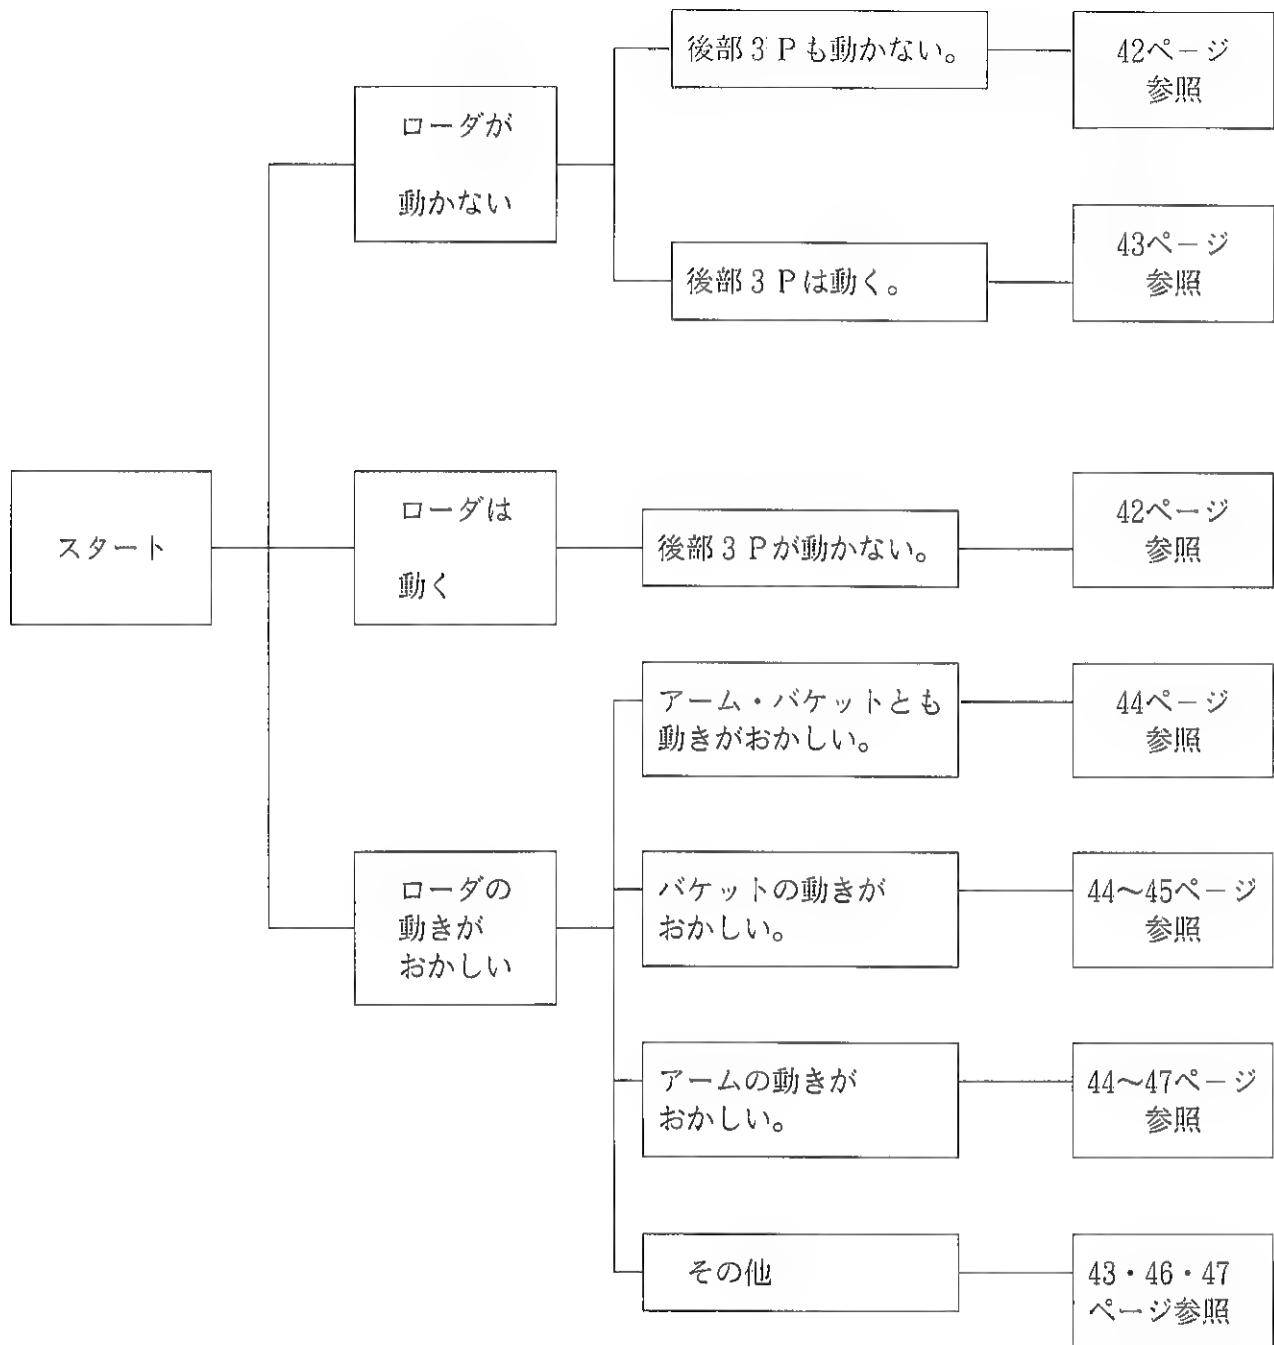 後部3Pも動かない。
42ページ
参照
ローダが
動かない
後部3Pは動く。
43ページ
参照
スタート
ローダは
動く
後部3Pが動かない。
42ページ
参照
アーム・バケットとも
動きがおかしい。
44ページ
参照
ローダの
動きが
おかしい
バケットの動きが
おかしい。
44〜45ページ
参照
アームの動きが
おかしい。
44〜47ページ
参照
その他
43・46・47
ページ参照